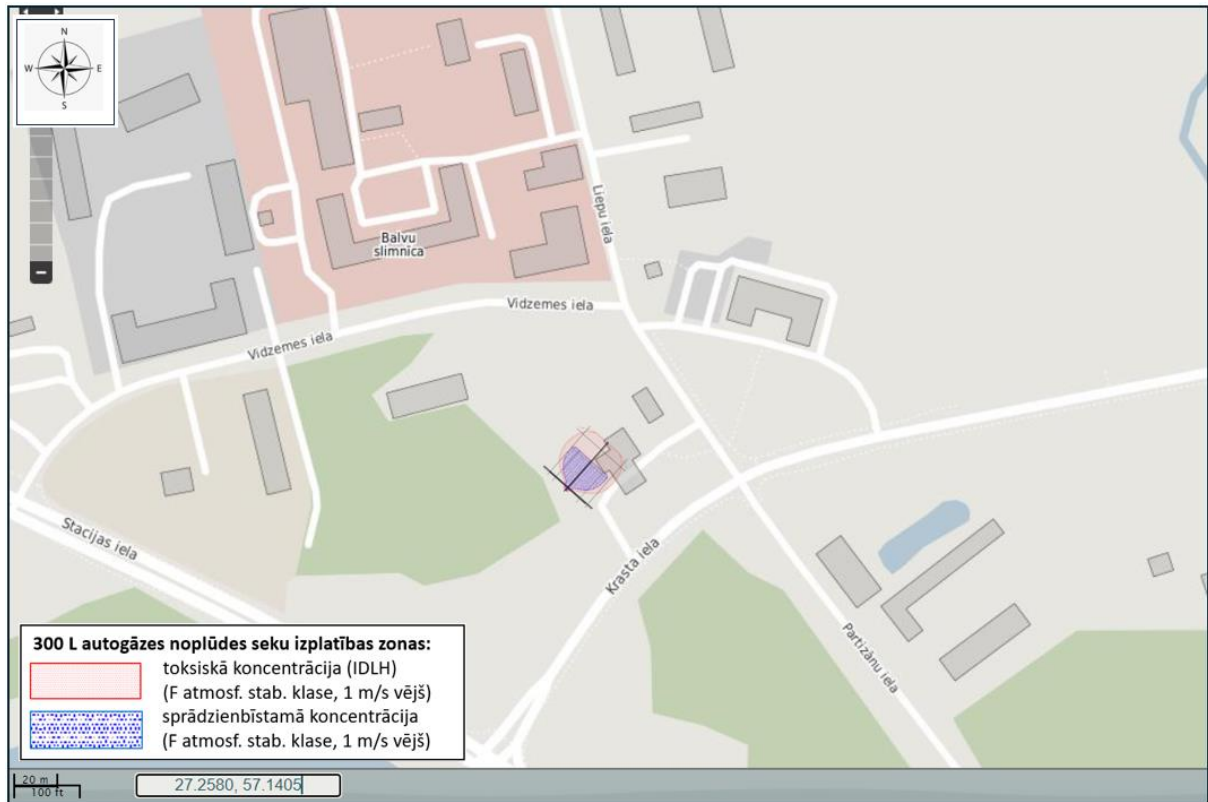 N
W E
S
−
Liepu iela
Balvu
slimnīca
Vidzemes iela
Vidzemes iela
Stacijas iela
Krasta iela
Partizānu iela
300 L autogāzes noplūdes seku izplatības zonas:
toksiskā koncentrācija (IDLH)
(F atmosf. stab. klase, 1 m/s vējš)
sprādzienbīstamā koncentrācija
(F atmosf. stab. klase, 1 m/s vējš)
20 m
100 ft
27.2580, 57.1405